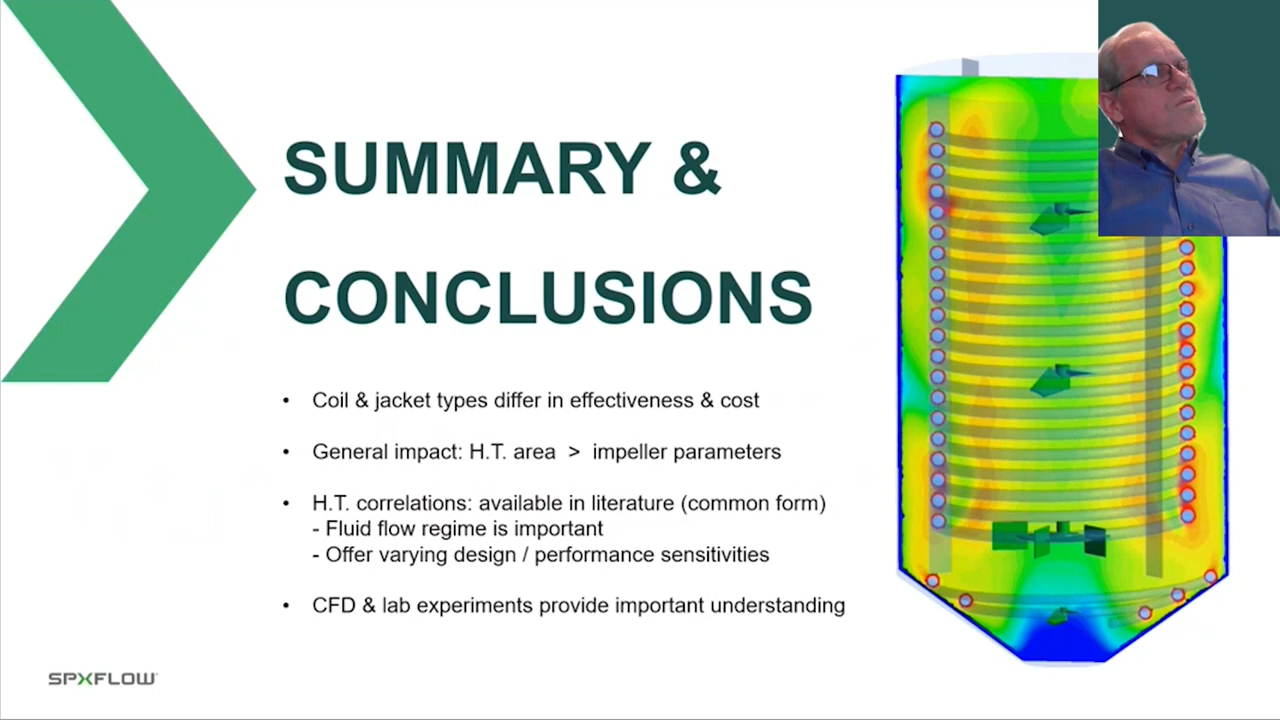 SUMMARY &
CONCLUSIONS
• Coil & jacket types differ in effectiveness & cost
• General impact: H.T. area > impeller parameters
• H.T. correlations: available in literature (common form)
- Fluid flow regime is important
- Offer varying design / performance sensitivities
• CFD & lab experiments provide important understanding
SPXFLOW